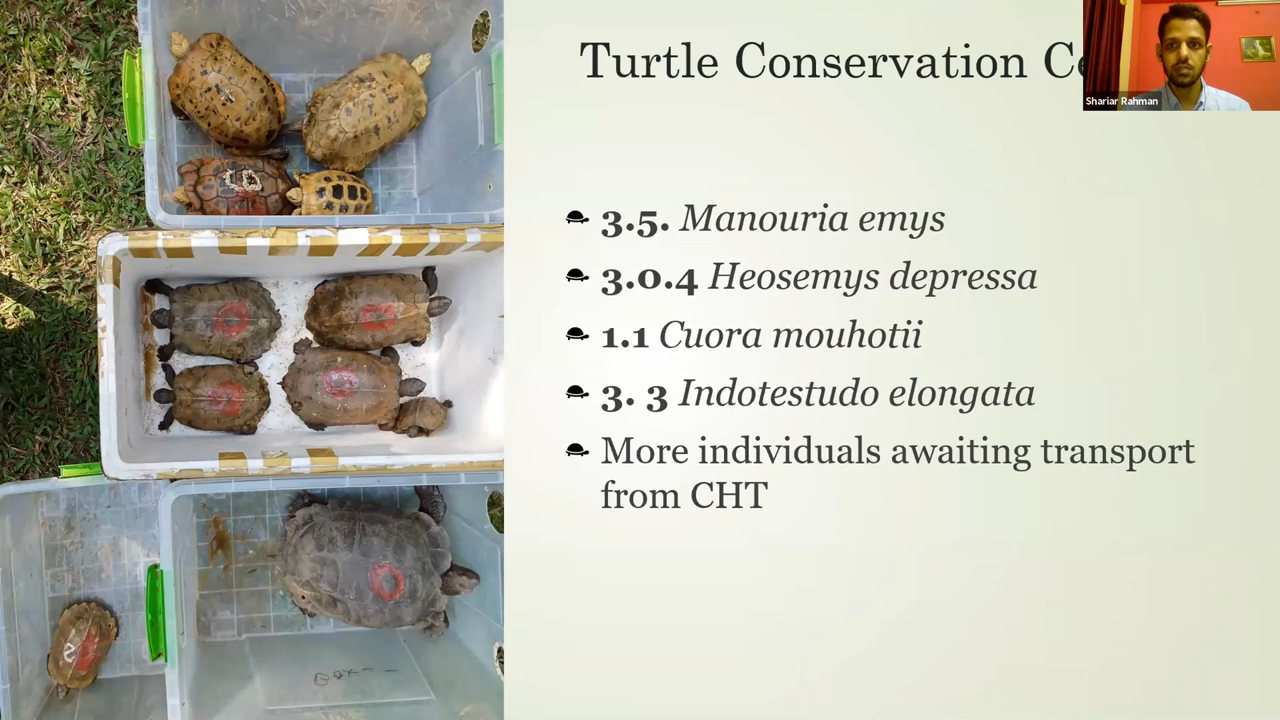 Turtle Conservation Ce
Shariar Rahman
3.5. Manouria emys
3.0.4 Heosemys depressa
1.1 Cuora mouhotii
3. 3 Indotestudo elongata
More individuals awaiting transport
from CHT